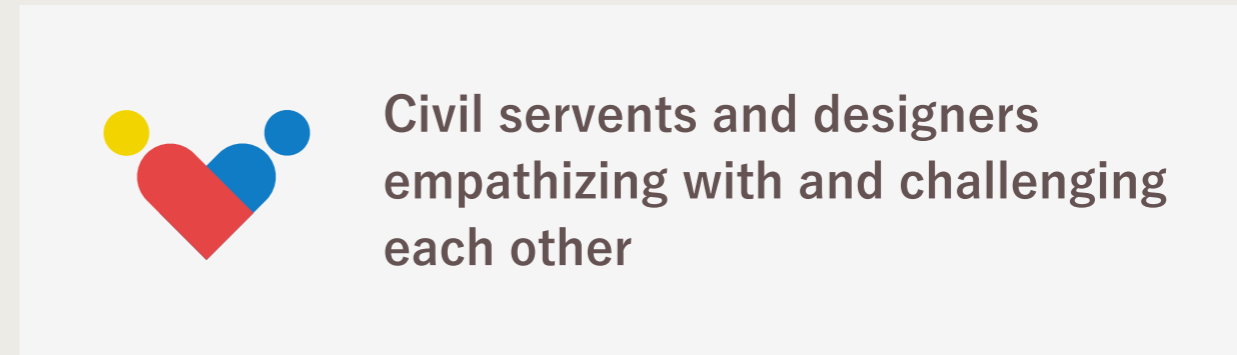 Civil servents and designers
empathizing with and challenging
each other